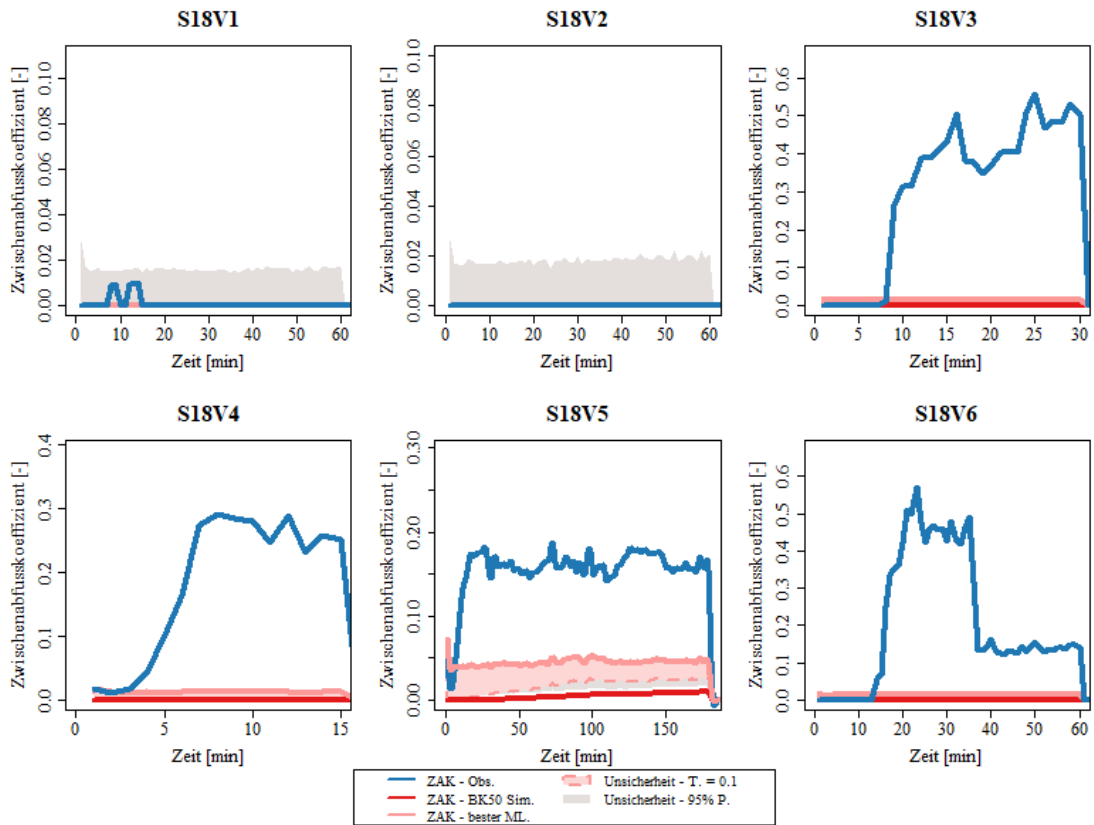 S18V1
S18V2
S18V3
Zwischenabfusskoeffizient [-]
0.00 0.02 0.04 0.06 0.08 0.10
0 10 20 30 40 50 60
Zeit [min]
Zwischenabfusskoeffizient [-]
0.00 0.02 0.04 0.06 0.08 0.10
0 10 20 30 40 50 60
Zeit [min]
Zwischenabfusskoeffizient [-]
0.0 0.1 0.2 0.3 0.4 0.5 0.6
0 5 10 15 20 25 30
Zeit [min]
S18V4
S18V5
S18V6
Zwischenabfusskoeffizient [-]
0.0 0.1 0.2 0.3 0.4
0 5 10 15
Zeit [min]
Zwischenabfusskoeffizient [-]
0.00 0.10 0.20 0.30
0 50 100 150
Zeit [min]
Zwischenabfusskoeffizient [-]
0.0 0.1 0.2 0.3 0.4 0.5 0.6
0 10 20 30 40 50 60
Zeit [min]
ZAK - Obs.
ZAK - BK50 Sim.
ZAK - bester ML.
Unsicherheit - T. = 0.1
Unsicherheit - 95% P.